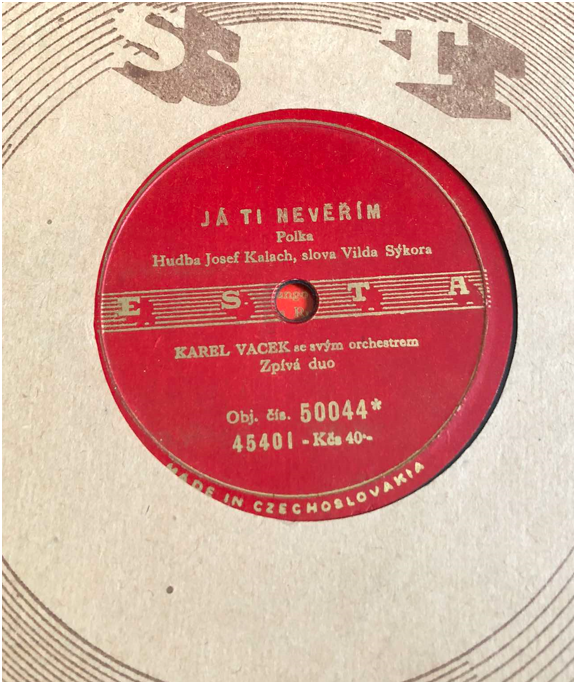 S T
JÁ TI NEVĚŘÍM
Polka
Hudba Josef Kalach, slova Vilda Sýkora
E S T A
KAREL VACEK se svým orchestrem
Zpívá duo
Obj. čís. 50044*
45401 - Kčs 40·-
MADE IN CZECHOSLOVAKIA